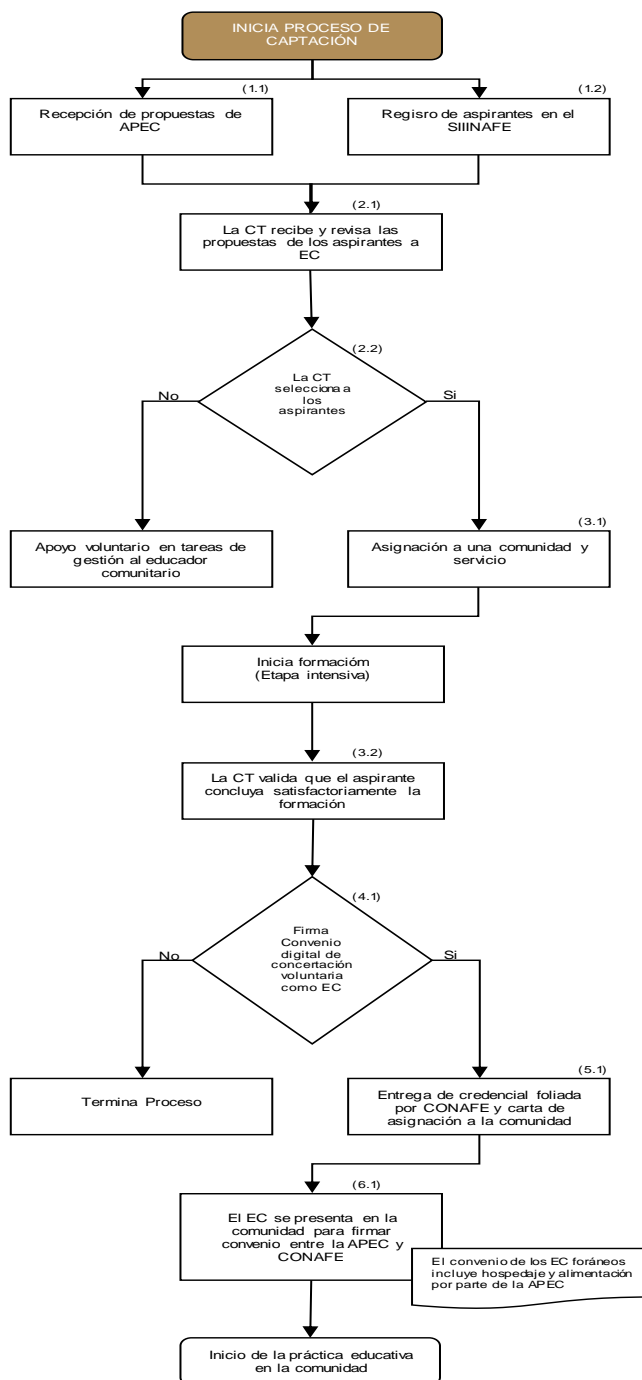 INICIA PROCESO DE
CAPTACIÓN
(1.1)
Recepción de propuestas de
APEC
(1.2)
Regisro de aspirantes en el
SIIINAFE
(2.1)
La CT recibe y revisa las
propuestas de los aspirantes a
EC
(2.2)
La CT
selecciona a
los
aspirantes
No
Si
Apoyo voluntario en tareas de
gestión al educador
comunitario
(3.1)
Asignación a una comunidad y
servicio
Inicia formacióm
(Etapa intensiva)
(3.2)
La CT valida que el aspirante
concluya satisfactoriamente la
formación
(4.1)
Firma
Convenio
digital de
concertación
voluntaria
como EC
No
Si
Termina Proceso
(5.1)
Entrega de credencial foliada
por CONAFE y carta de
asignación a la comunidad
(6.1)
El EC se presenta en la
comunidad para firmar
convenio entre la APEC y
CONAFE
El convenio de los EC foráneos
incluye hospedaje y alimentación
por parte de la APEC
Inicio de la práctica educativa
en la comunidad